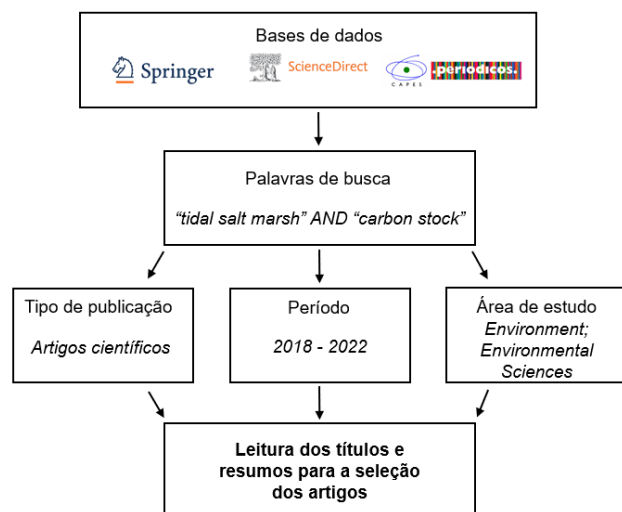 Bases de dados
Springer
ScienceDirect
CAPES
.periodicos.
Palavras de busca
“tidal salt marsh” AND “carbon stock”
Tipo de publicação
Artigos científicos
Período
2018 - 2022
Área de estudo
Environment;
Environmental
Sciences
Leitura dos títulos e
resumos para a seleção
dos artigos